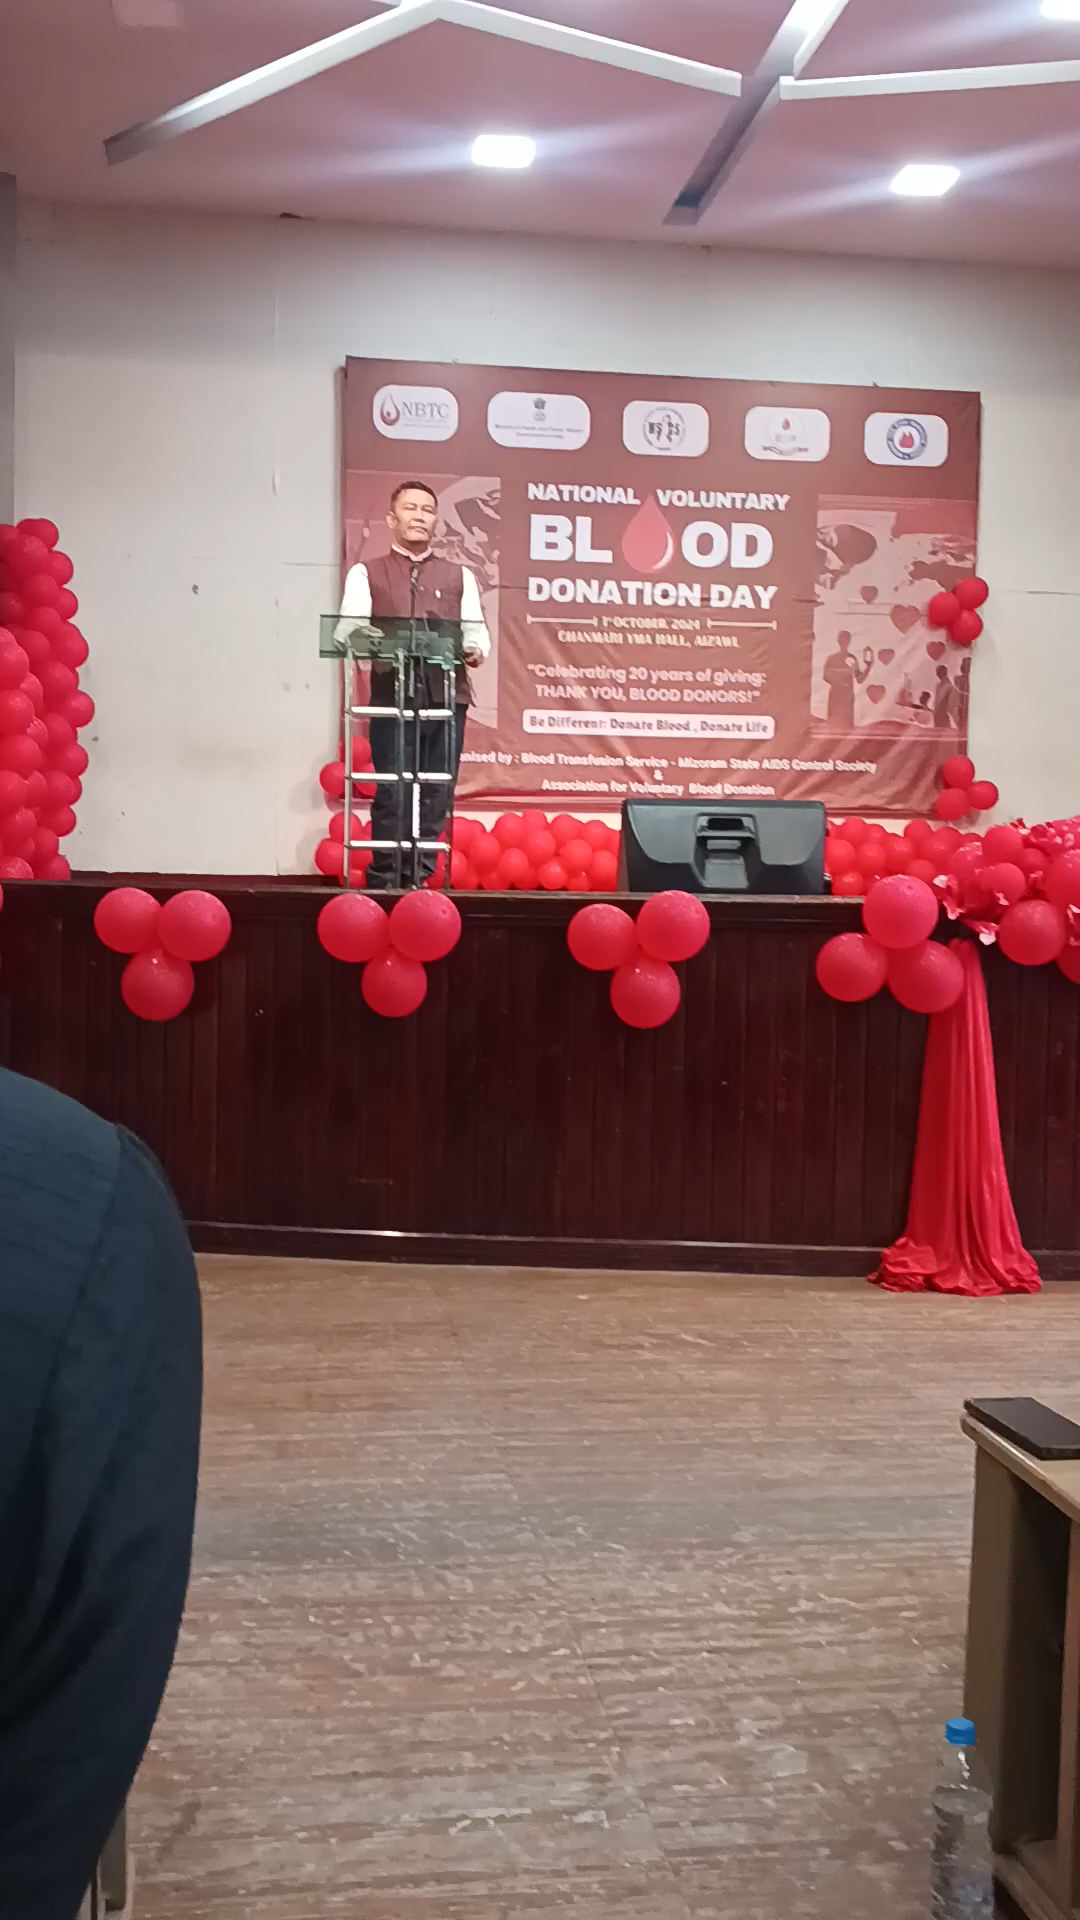 NBTC
NATIONAL VOLUNTARY
BLOOD
DONATION DAY
1st OCTOBER, 2024
CHANMARI YMA HALL, AIZAWL
"Celebrating 20 years of giving:
THANK YOU, BLOOD DONORS!"
Be Different: Donate Blood , Donate Life
nised by : Blood Transfusion Service - Mizoram State AIDS Control Society
&
Association for Voluntary Blood Donation